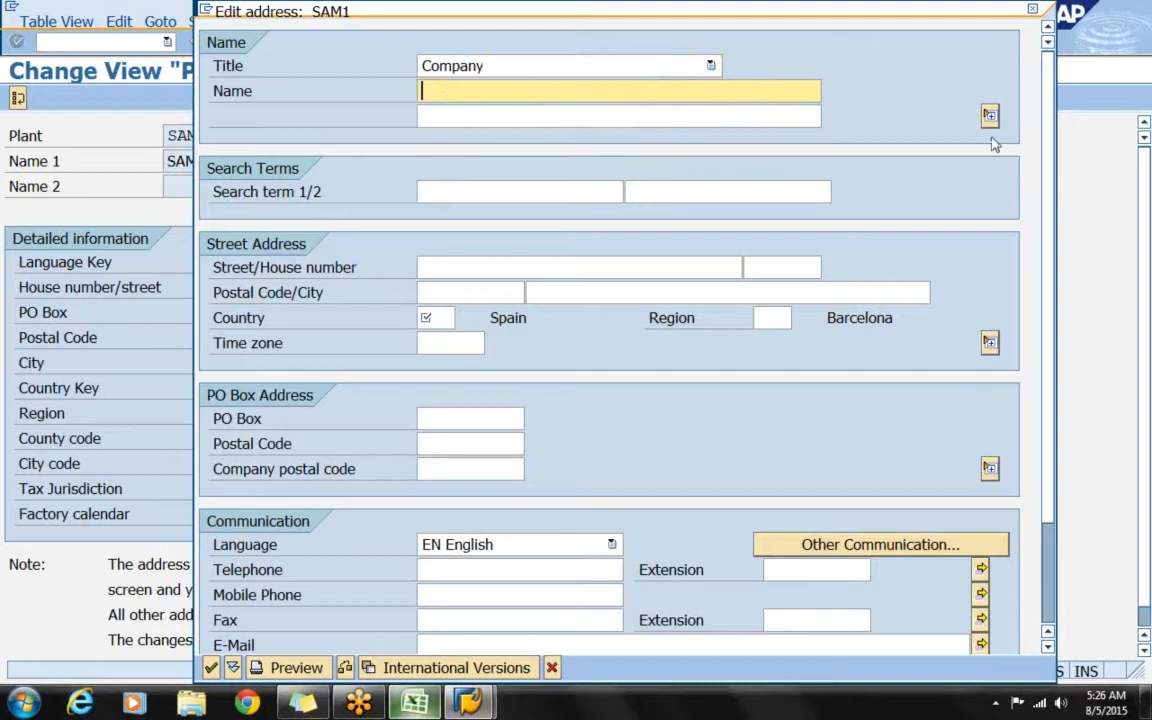 Edit address: SAM1
Table View Edit Goto
AP
Change View "P
Name
Title Company
Name
Plant SAM
Name 1 SAM
Name 2
Search Terms
Search term 1/2
Detailed information
Language Key
House number/street
PO Box
Postal Code
City
Country Key
Region
County code
City code
Tax Jurisdiction
Factory calendar
Street Address
Street/House number
Postal Code/City
Country Spain Region Barcelona
Time zone
PO Box Address
PO Box
Postal Code
Company postal code
Communication
Language EN English Other Communication...
Telephone Extension
Mobile Phone
Fax Extension
E-Mail
Note: The address
screen and y
All other add
The changes
Preview International Versions
S INS
5:26 AM
8/5/2015